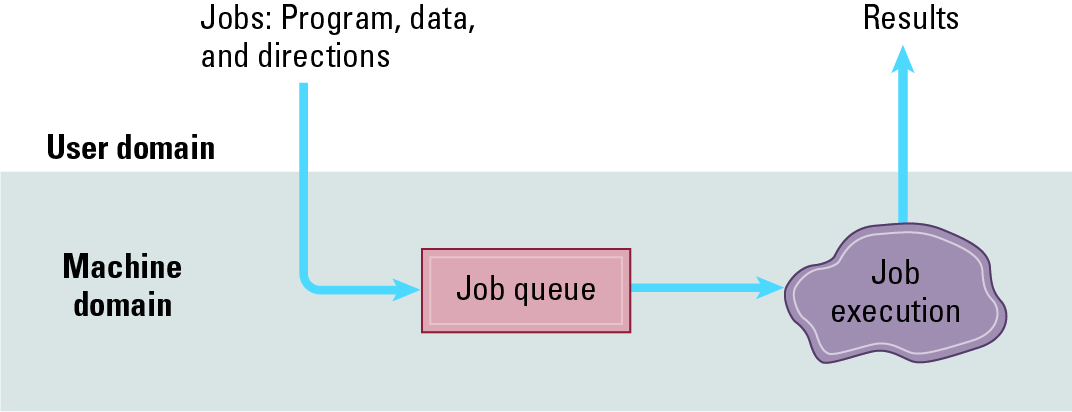 Jobs: Program, data,
and directions
Results
User domain
Machine
domain
Job queue
Job
execution